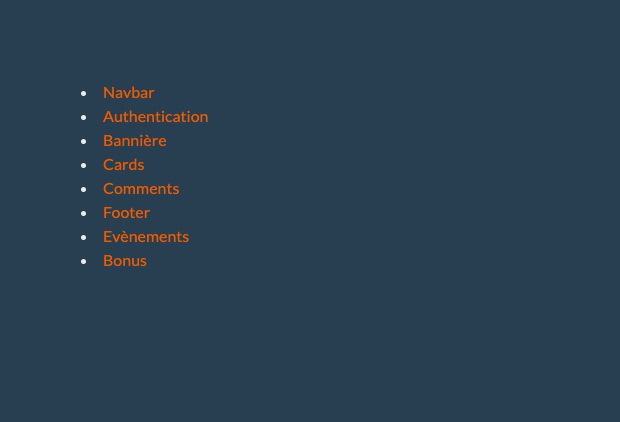 Navbar
Authentication
Bannière
Cards
Comments
Footer
Evènements
Bonus